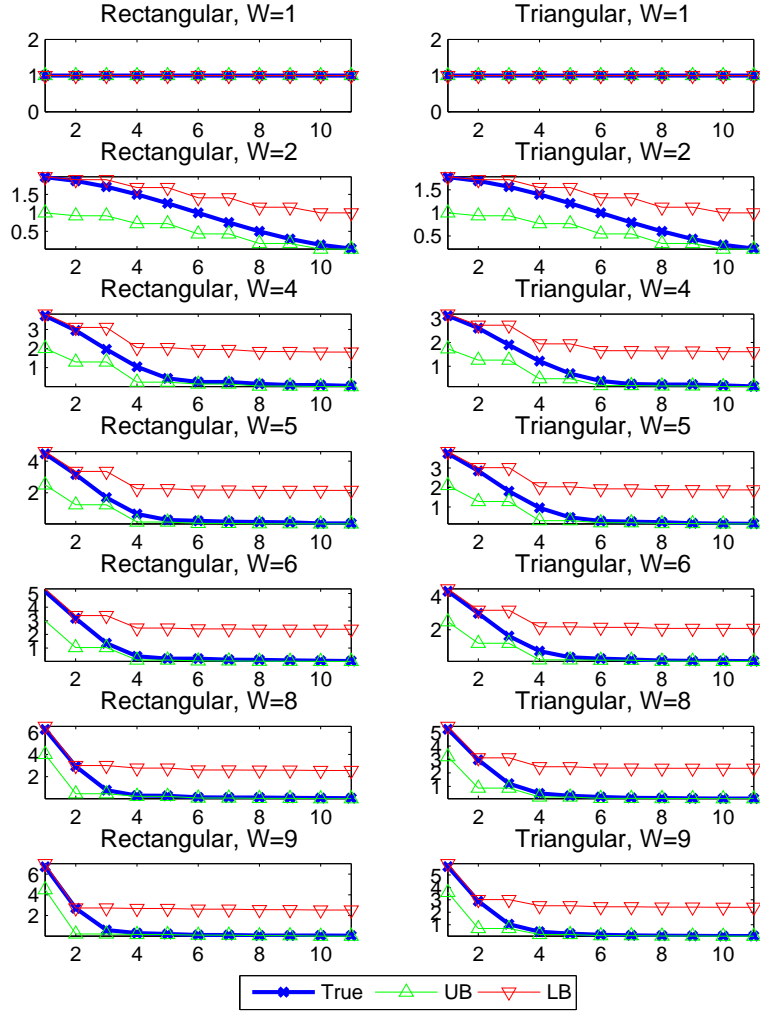 Rectangular, W=1
2
1
0
2 4 6 8 10
Triangular, W=1
2
1
0
2 4 6 8 10
Rectangular, W=2
1.5
1
0.5
2 4 6 8 10
Triangular, W=2
1.5
1
0.5
2 4 6 8 10
Rectangular, W=4
3
2
1
2 4 6 8 10
Triangular, W=4
3
2
1
2 4 6 8 10
Rectangular, W=5
4
2
2 4 6 8 10
Triangular, W=5
3
2
1
2 4 6 8 10
Rectangular, W=6
5
4
3
2
1
2 4 6 8 10
Triangular, W=6
4
2
2 4 6 8 10
Rectangular, W=8
6
4
2
2 4 6 8 10
Triangular, W=8
5
4
3
2
1
2 4 6 8 10
Rectangular, W=9
6
4
2
2 4 6 8 10
Triangular, W=9
5
4
3
2
1
2 4 6 8 10
True UB LB